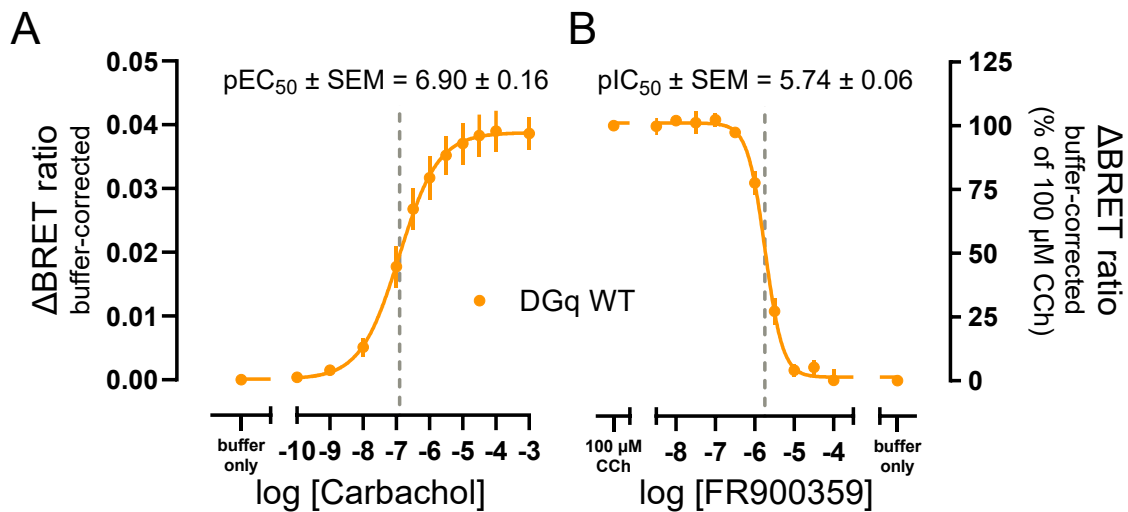 A
pEC50 ± SEM = 6.90 ± 0.16
ΔBRET ratio
buffer-corrected
0.05
0.04
0.03
0.02
0.01
0.00
buffer
only
-10 -9 -8 -7 -6 -5 -4 -3
log [Carbachol]
DGq WT
B
pIC50 ± SEM = 5.74 ± 0.06
125
100
75
50
25
0
ΔBRET ratio
buffer-corrected
(% of 100 µM CCh)
100 µM
CCh
-8 -7 -6 -5 -4
buffer
only
log [FR900359]